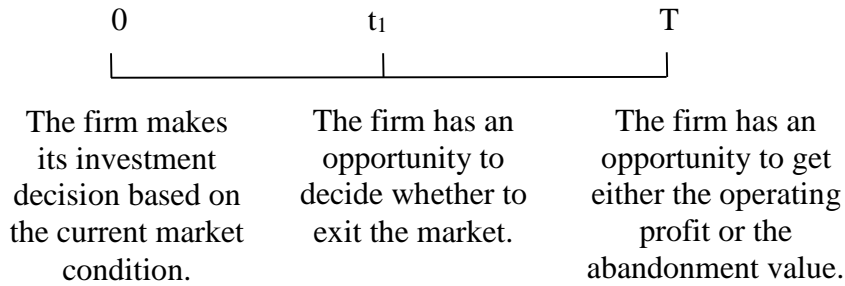 0 t₁ T
The firm makes
its investment
decision based on
the current market
condition.
The firm has an
opportunity to
decide whether to
exit the market.
The firm has an
opportunity to get
either the operating
profit or the
abandonment value.